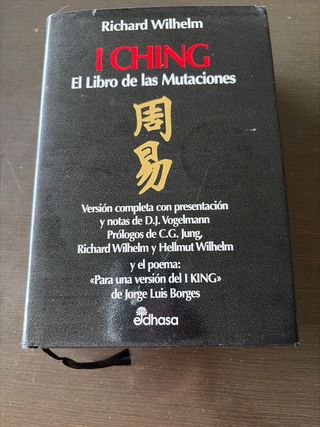 Richard Wilhelm
I CHING
El Libro de las Mutaciones
周
易
Versión completa con presentación
y notas de D.J. Vogelmann
Prólogos de C.G. Jung,
Richard Wilhelm y Hellmut Wilhelm
y el poema:
«Para una versión del I KING»
de Jorge Luis Borges
edhasa